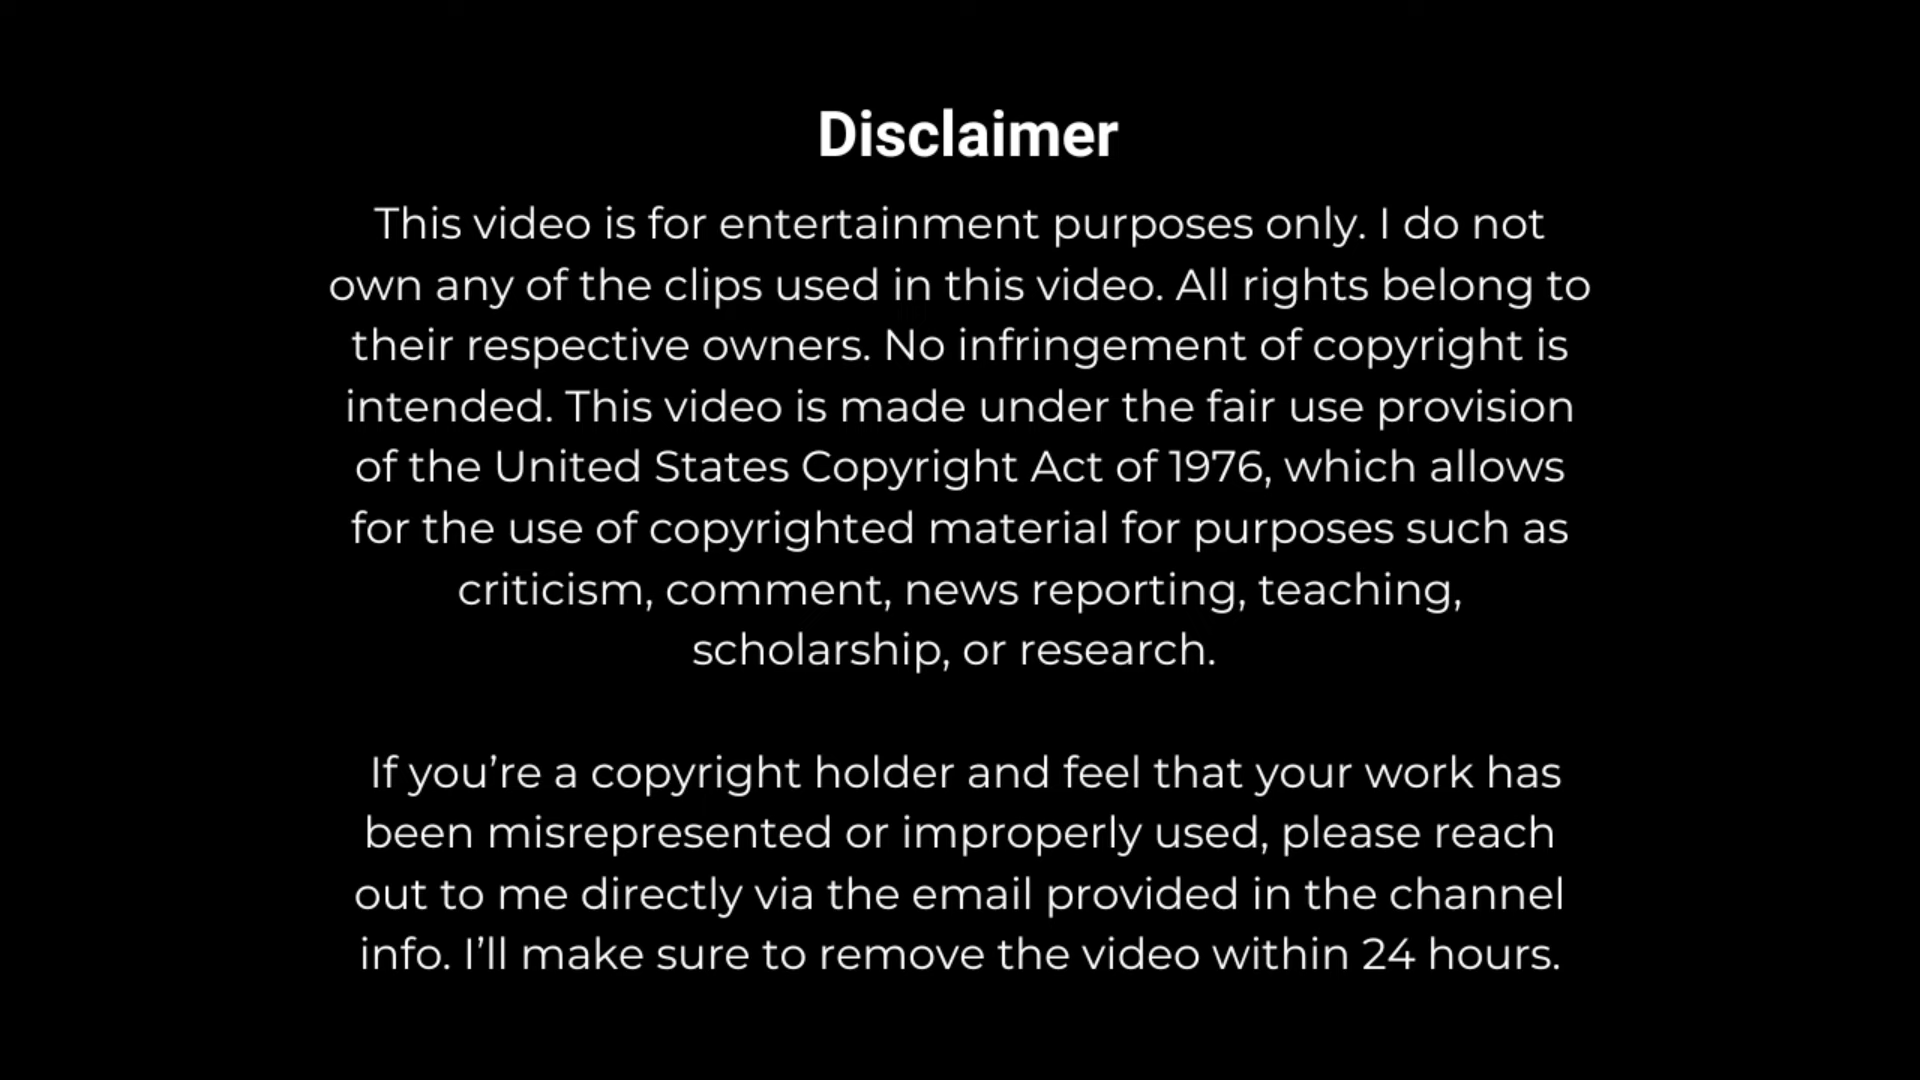 Disclaimer
This video is for entertainment purposes only. I do not
own any of the clips used in this video. All rights belong to
their respective owners. No infringement of copyright is
intended. This video is made under the fair use provision
of the United States Copyright Act of 1976, which allows
for the use of copyrighted material for purposes such as
criticism, comment, news reporting, teaching,
scholarship, or research.
If you’re a copyright holder and feel that your work has
been misrepresented or improperly used, please reach
out to me directly via the email provided in the channel
info. I’ll make sure to remove the video within 24 hours.